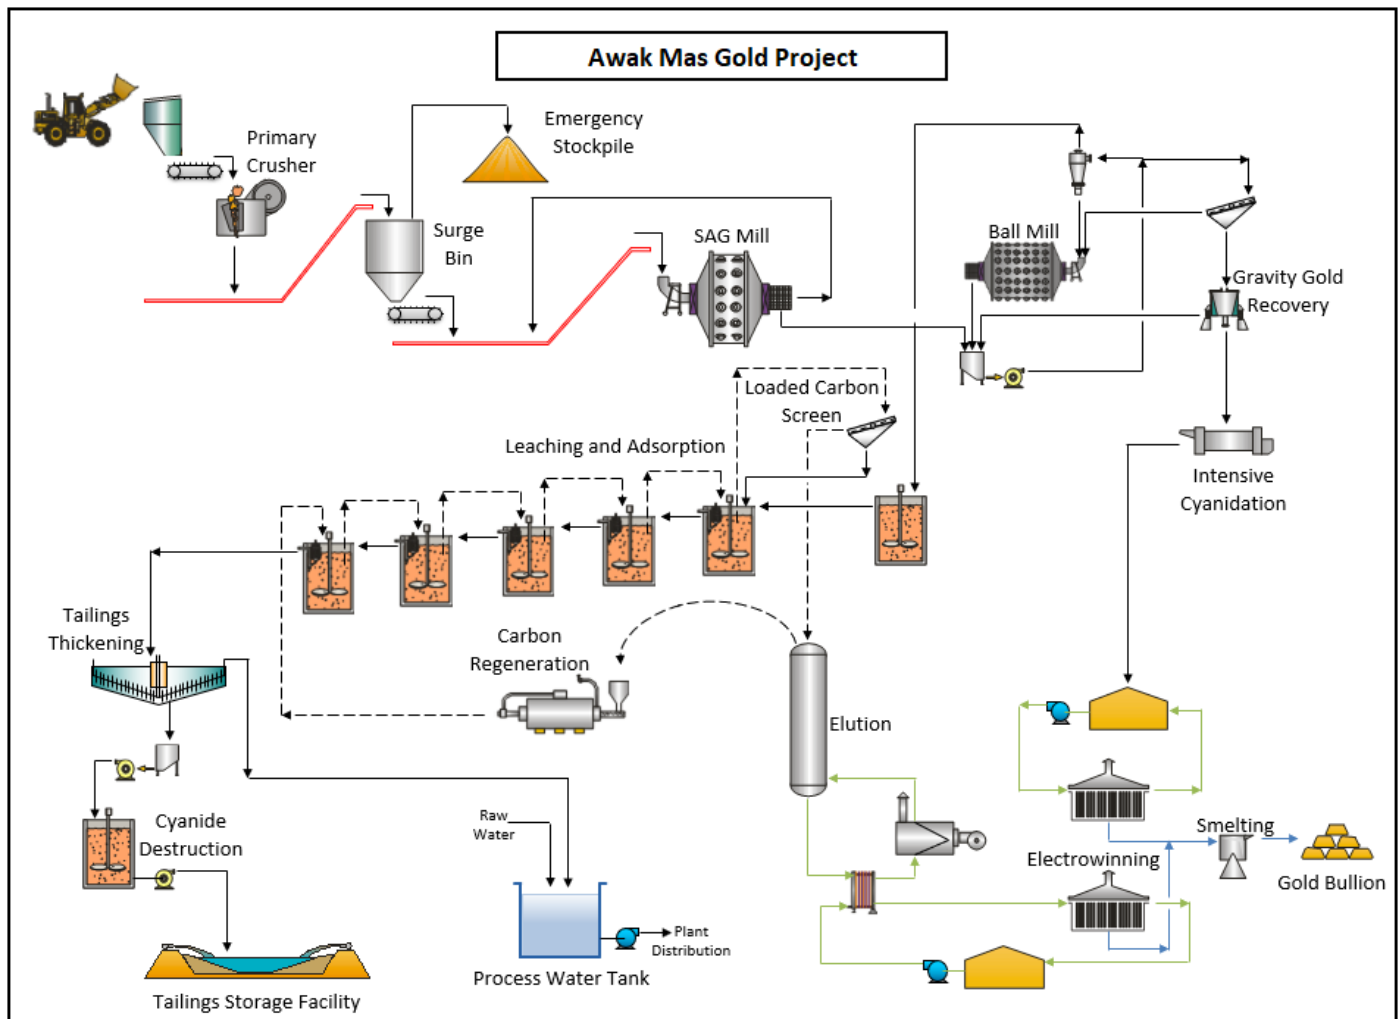 Awak Mas Gold Project
Primary
Crusher
Emergency
Stockpile
Surge
Bin
SAG Mill
Ball Mill
Gravity Gold
Recovery
Loaded Carbon
Screen
Leaching and Adsorption
Intensive
Cyanidation
Tailings
Thickening
Carbon
Regeneration
Elution
Cyanide
Destruction
Raw
Water
Smelting
Electrowinning
Gold Bullion
Plant
Distribution
Process Water Tank
Tailings Storage Facility